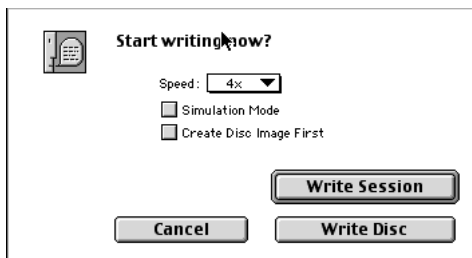 Start writing now?
Speed: 4x
Simulation Mode
Create Disc Image First
Write Session
Cancel Write Disc